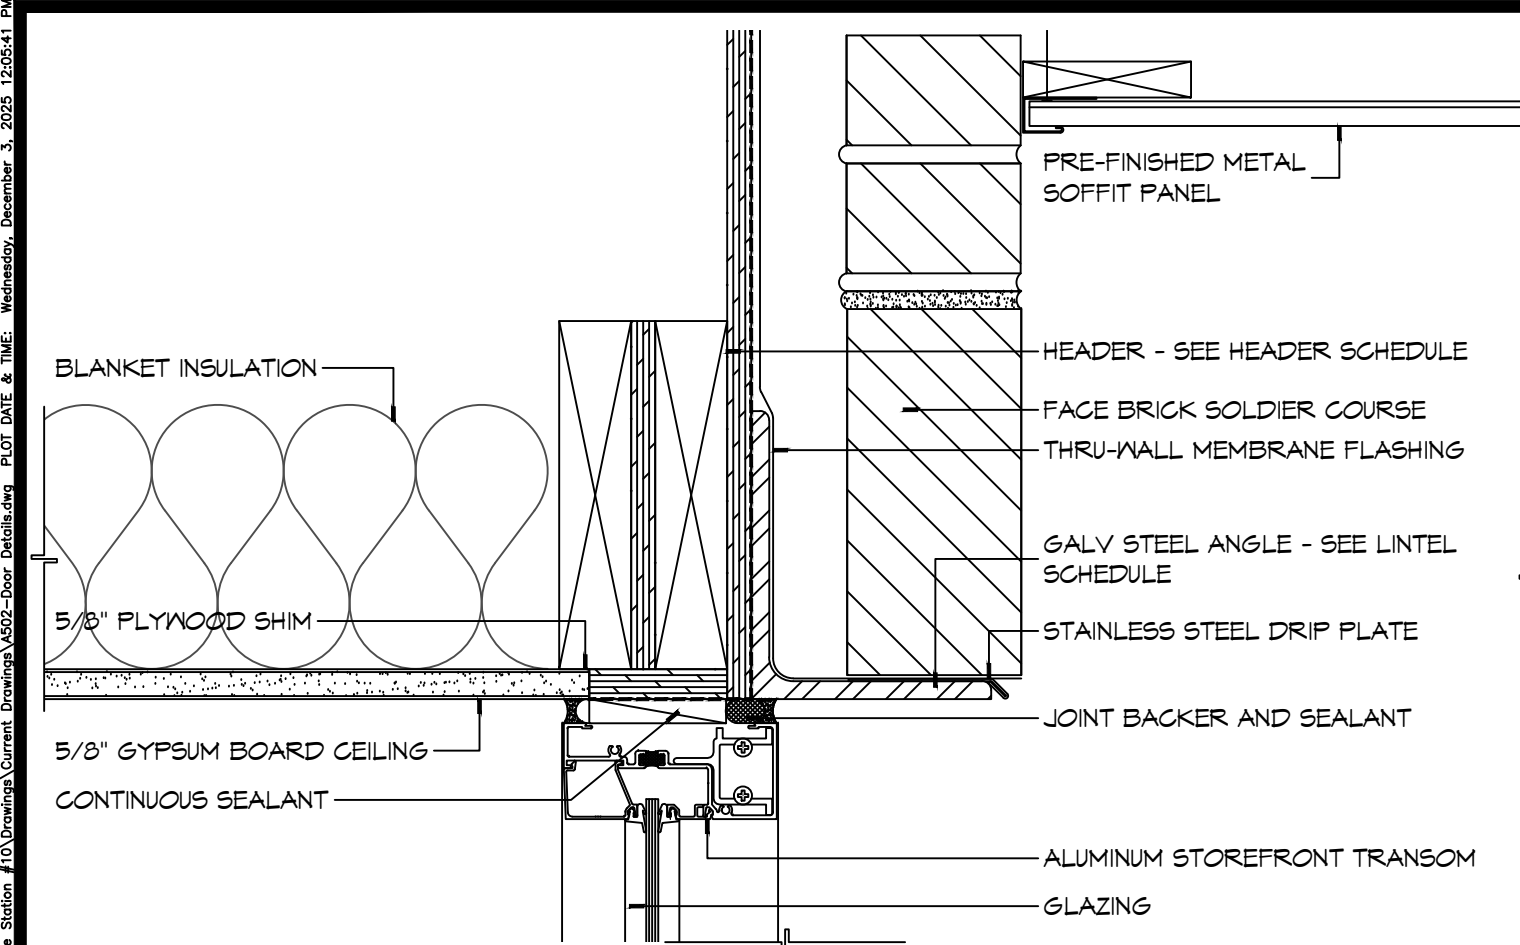 e Station #10\Drawings\Current Drawings\A502-Door Details.dwg   PLOT DATE & TIME:   Wednesday, December 3, 2025 12:05:41 PM
PRE-FINISHED METAL
SOFFIT PANEL
HEADER - SEE HEADER SCHEDULE
BLANKET INSULATION
FACE BRICK SOLDIER COURSE
THRU-WALL MEMBRANE FLASHING
GALV STEEL ANGLE - SEE LINTEL
SCHEDULE
5/8" PLYWOOD SHIM
STAINLESS STEEL DRIP PLATE
JOINT BACKER AND SEALANT
5/8" GYPSUM BOARD CEILING
CONTINUOUS SEALANT
ALUMINUM STOREFRONT TRANSOM
GLAZING